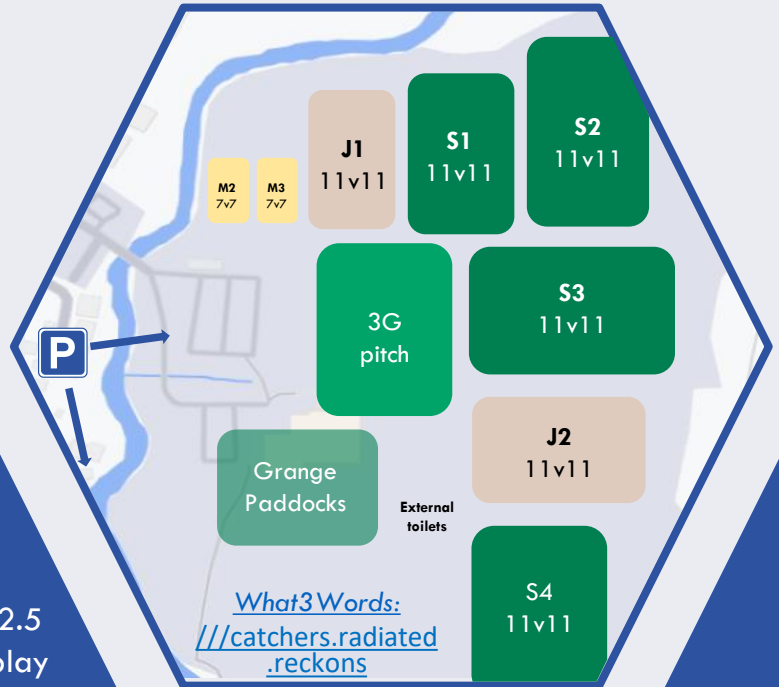 J1
11v11
S1
11v11
S2
11v11
M2
7v7
M3
7v7
3G
pitch
S3
11v11
P
J2
11v11
Grange
Paddocks
External
toilets
S4
11v11
What3Words:
///catchers.radiated
.reckons
2.5
play